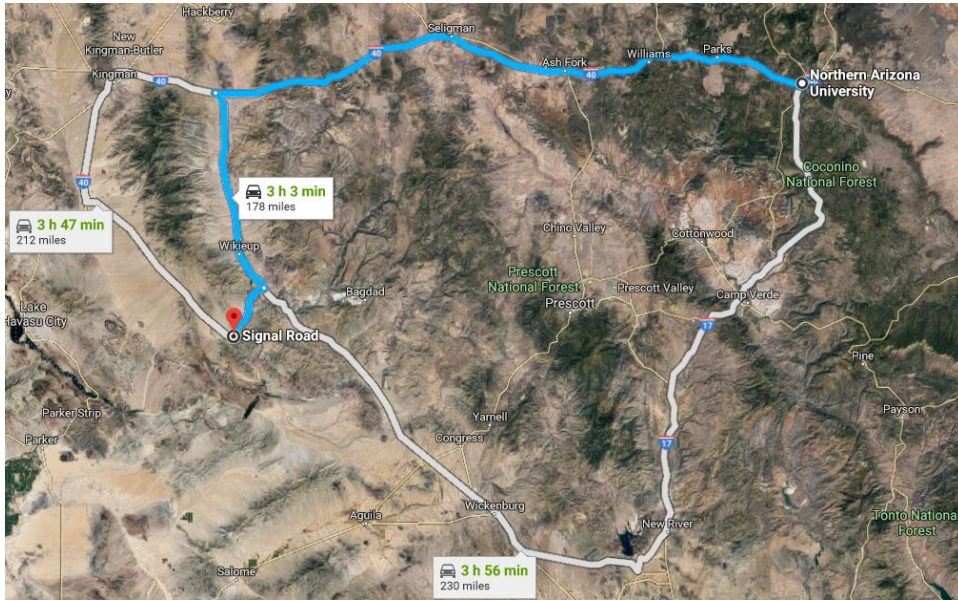 Hackberry
New
Kingman-Butler
Kingman
40
40
Seligman
Ash Fork
40
Williams
Parks
Northern Arizona
University
40
3 h 3 min
178 miles
Coconino
National Forest
3 h 47 min
212 miles
Wikieup
Chino Valley
Cottonwood
Prescott
National Forest
Prescott Valley
Prescott
Camp Verde
Bagdad
Lake
Havasu City
Signal Road
17
Pine
Parker Strip
Parker
Yarnell
Congress
17
Payson
Wickenburg
Aguila
New River
Tonto National
Forest
Salome
3 h 56 min
230 miles